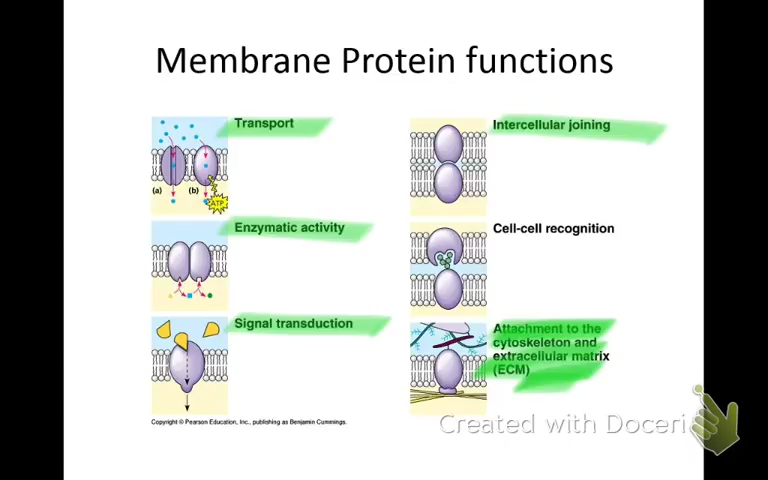 Membrane Protein functions
Transport
(a)
(b)
ATP
Enzymatic activity
Signal transduction
Intercellular joining
Cell-cell recognition
Attachment to the
cytoskeleton and
extracellular matrix
(ECM)
Copyright © Pearson Education, Inc., publishing as Benjamin Cummings.
Created with Doceri